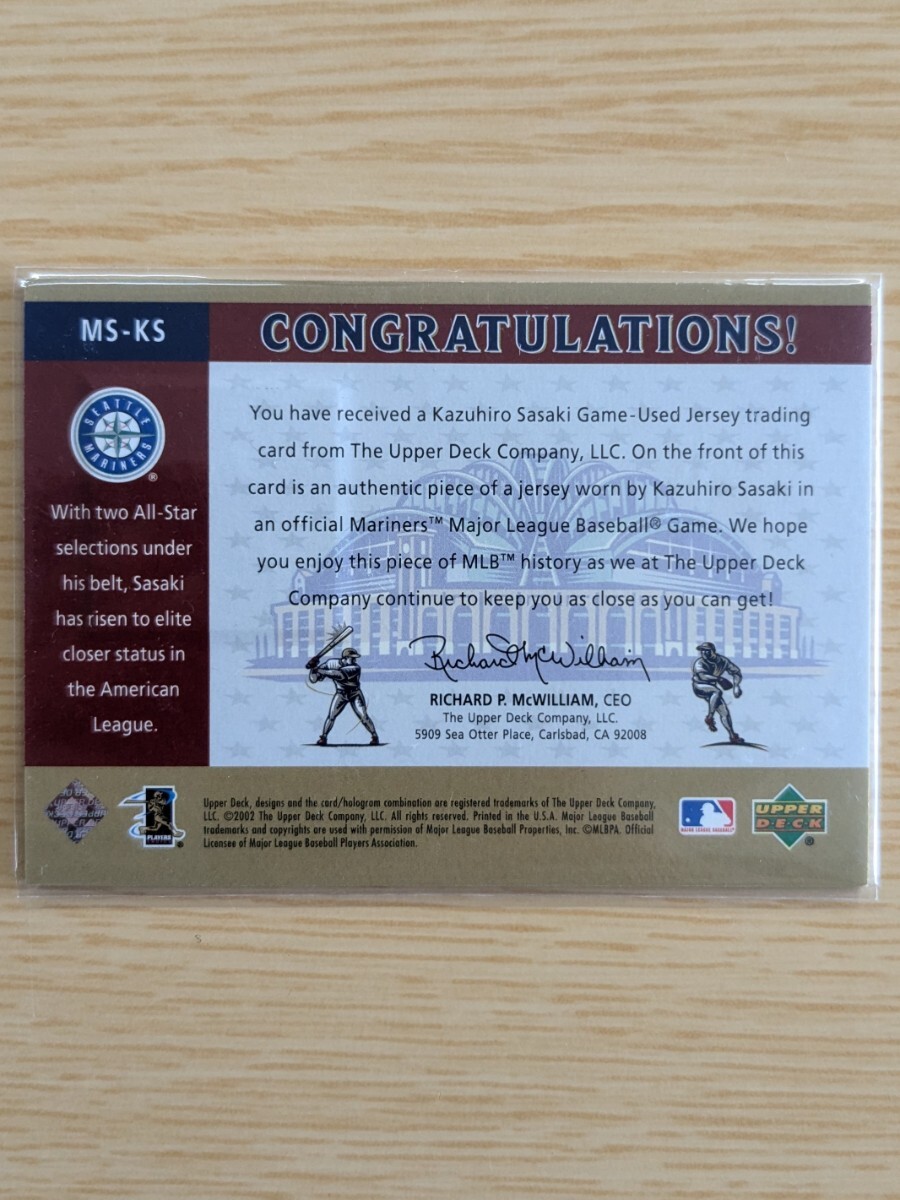 MS-KS
CONGRATULATIONS!
SEATTLE
MARINERS
®
With two All-Star
selections under
his belt, Sasaki
has risen to elite
closer status in
the American
League.
You have received a Kazuhiro Sasaki Game-Used Jersey trading
card from The Upper Deck Company, LLC. On the front of this
card is an authentic piece of a jersey worn by Kazuhiro Sasaki in
an official Mariners™ Major League Baseball® Game. We hope
you enjoy this piece of MLB™ history as we at The Upper Deck
Company continue to keep you as close as you can get!
Richard P. McWilliam
RICHARD P. McWILLIAM, CEO
The Upper Deck Company, LLC.
5909 Sea Otter Place, Carlsbad, CA 92008
PLAYERS
Upper Deck, designs and the card/hologram combination are registered trademarks of The Upper Deck Company,
LLC. ©2002 The Upper Deck Company, LLC. All rights reserved. Printed in the U.S.A. Major League Baseball
trademarks and copyrights are used with permission of Major League Baseball Properties, Inc. ©MLBPA. Official
Licensee of Major League Baseball Players Association.
MAJOR LEAGUE BASEBALL
UPPER
DECK
®